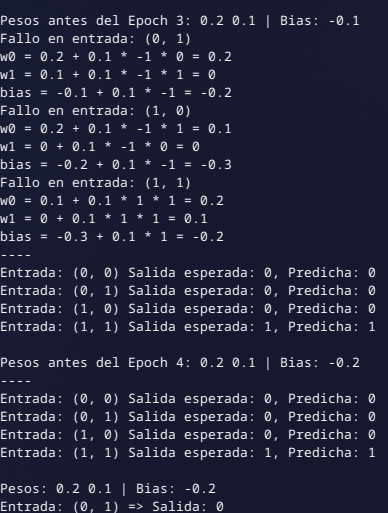 Pesos antes del Epoch 3: 0.2 0.1 | Bias: -0.1
Fallo en entrada: (0, 1)
w0 = 0.2 + 0.1 * -1 * 0 = 0.2
w1 = 0.1 + 0.1 * -1 * 1 = 0
bias = -0.1 + 0.1 * -1 = -0.2
Fallo en entrada: (1, 0)
w0 = 0.2 + 0.1 * -1 * 1 = 0.1
w1 = 0 + 0.1 * -1 * 0 = 0
bias = -0.2 + 0.1 * -1 = -0.3
Fallo en entrada: (1, 1)
w0 = 0.1 + 0.1 * 1 * 1 = 0.2
w1 = 0 + 0.1 * 1 * 1 = 0.1
bias = -0.3 + 0.1 * 1 = -0.2
----
Entrada: (0, 0) Salida esperada: 0, Predicha: 0
Entrada: (0, 1) Salida esperada: 0, Predicha: 0
Entrada: (1, 0) Salida esperada: 0, Predicha: 0
Entrada: (1, 1) Salida esperada: 1, Predicha: 1

Pesos antes del Epoch 4: 0.2 0.1 | Bias: -0.2
----
Entrada: (0, 0) Salida esperada: 0, Predicha: 0
Entrada: (0, 1) Salida esperada: 0, Predicha: 0
Entrada: (1, 0) Salida esperada: 0, Predicha: 0
Entrada: (1, 1) Salida esperada: 1, Predicha: 1

Pesos: 0.2 0.1 | Bias: -0.2
Entrada: (0, 1) => Salida: 0